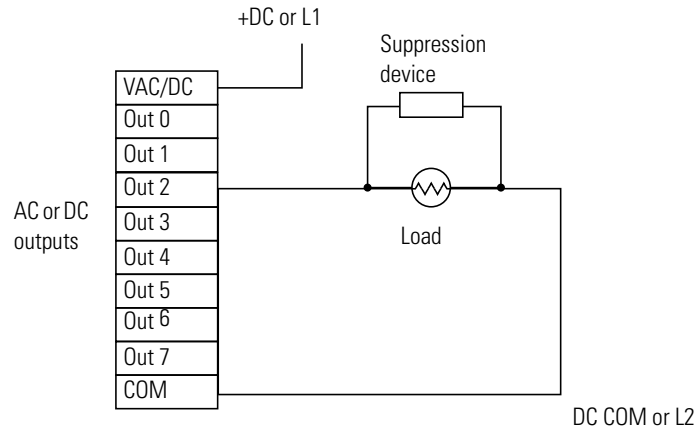 +DC or L1
Suppression
device
VAC/DC
Out 0
Out 1
Out 2
Out 3
Out 4
Out 5
Out 6
Out 7
COM
AC or DC
outputs
Load
DC COM or L2